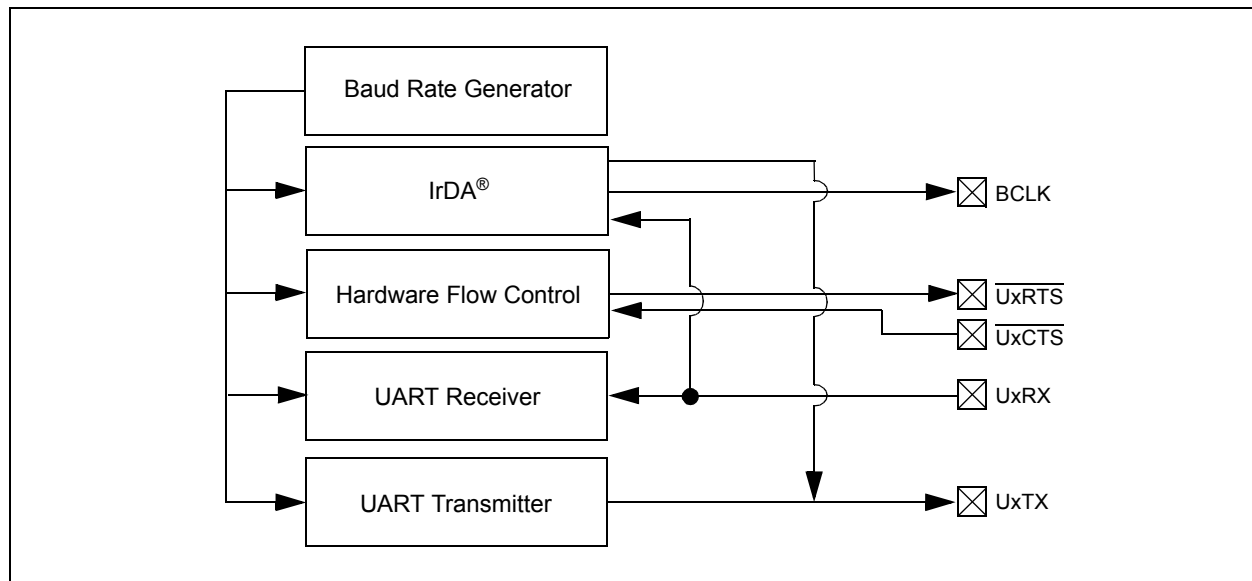 Baud Rate Generator
IrDA®
BCLK
Hardware Flow Control
UxRTS
UxCTS
UART Receiver
UxRX
UART Transmitter
UxTX